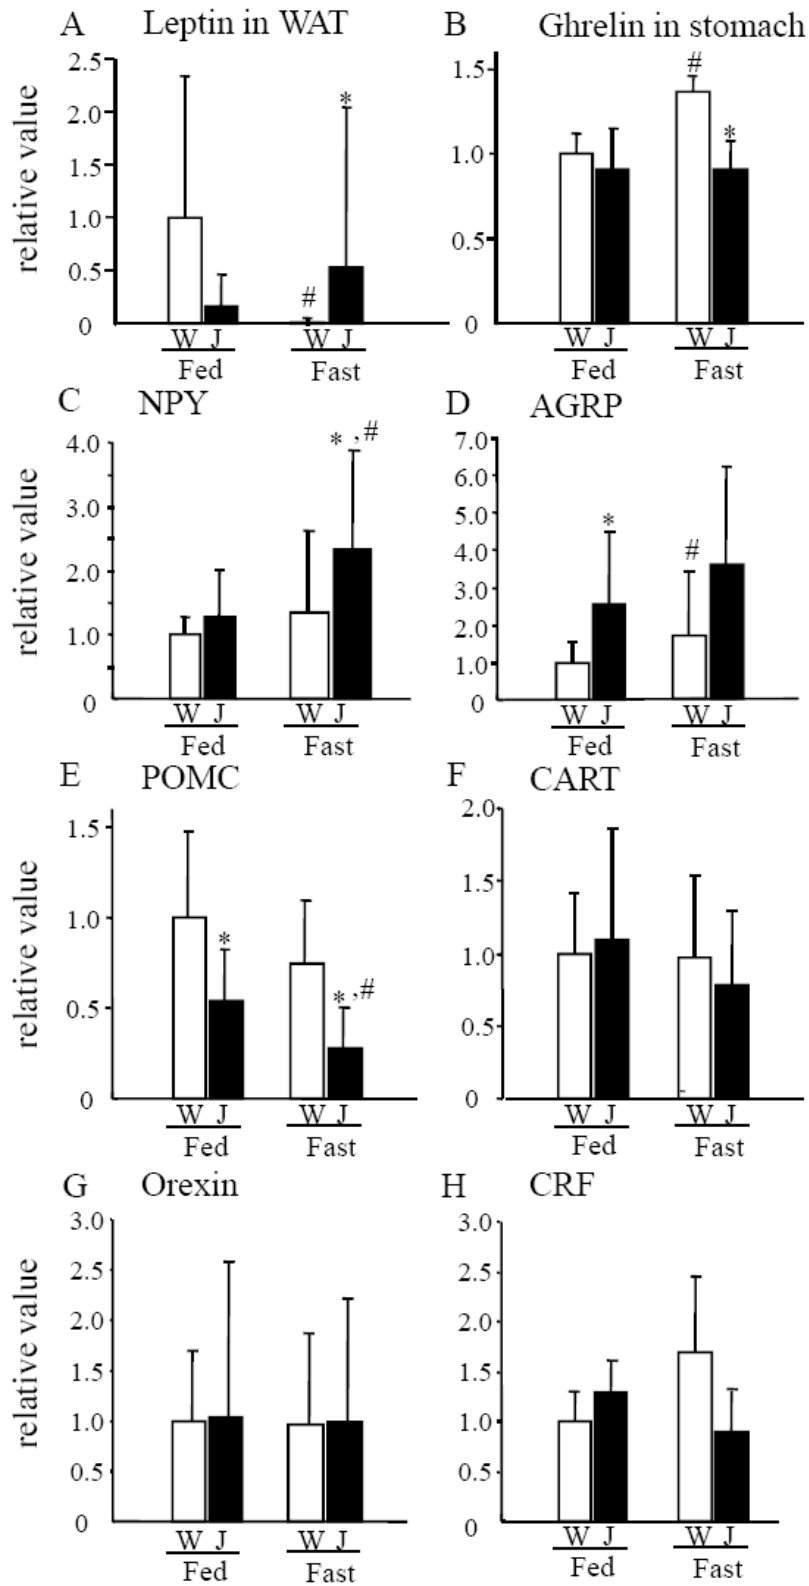 A Leptin in WAT
relative value
2.5
2.0
1.5
1.0
0.5
0
#
*
W J W J
Fed Fast
B Ghrelin in stomach
1.5
1.0
0.5
0
#
*
W J W J
Fed Fast
C NPY
relative value
4.0
3.0
2.0
1.0
0
*,#
W J W J
Fed Fast
D AGRP
7.0
6.0
5.0
4.0
3.0
2.0
1.0
0
*
#
W J W J
Fed Fast
E POMC
relative value
1.5
1.0
0.5
0
*
*,#
W J W J
Fed Fast
F CART
2.0
1.5
1.0
0.5
0
W J W J
Fed Fast
G Orexin
relative value
3.0
2.5
2.0
1.5
1.0
0.5
0
W J W J
Fed Fast
H CRF
3.0
2.5
2.0
1.5
1.0
0.5
0
W J W J
Fed Fast